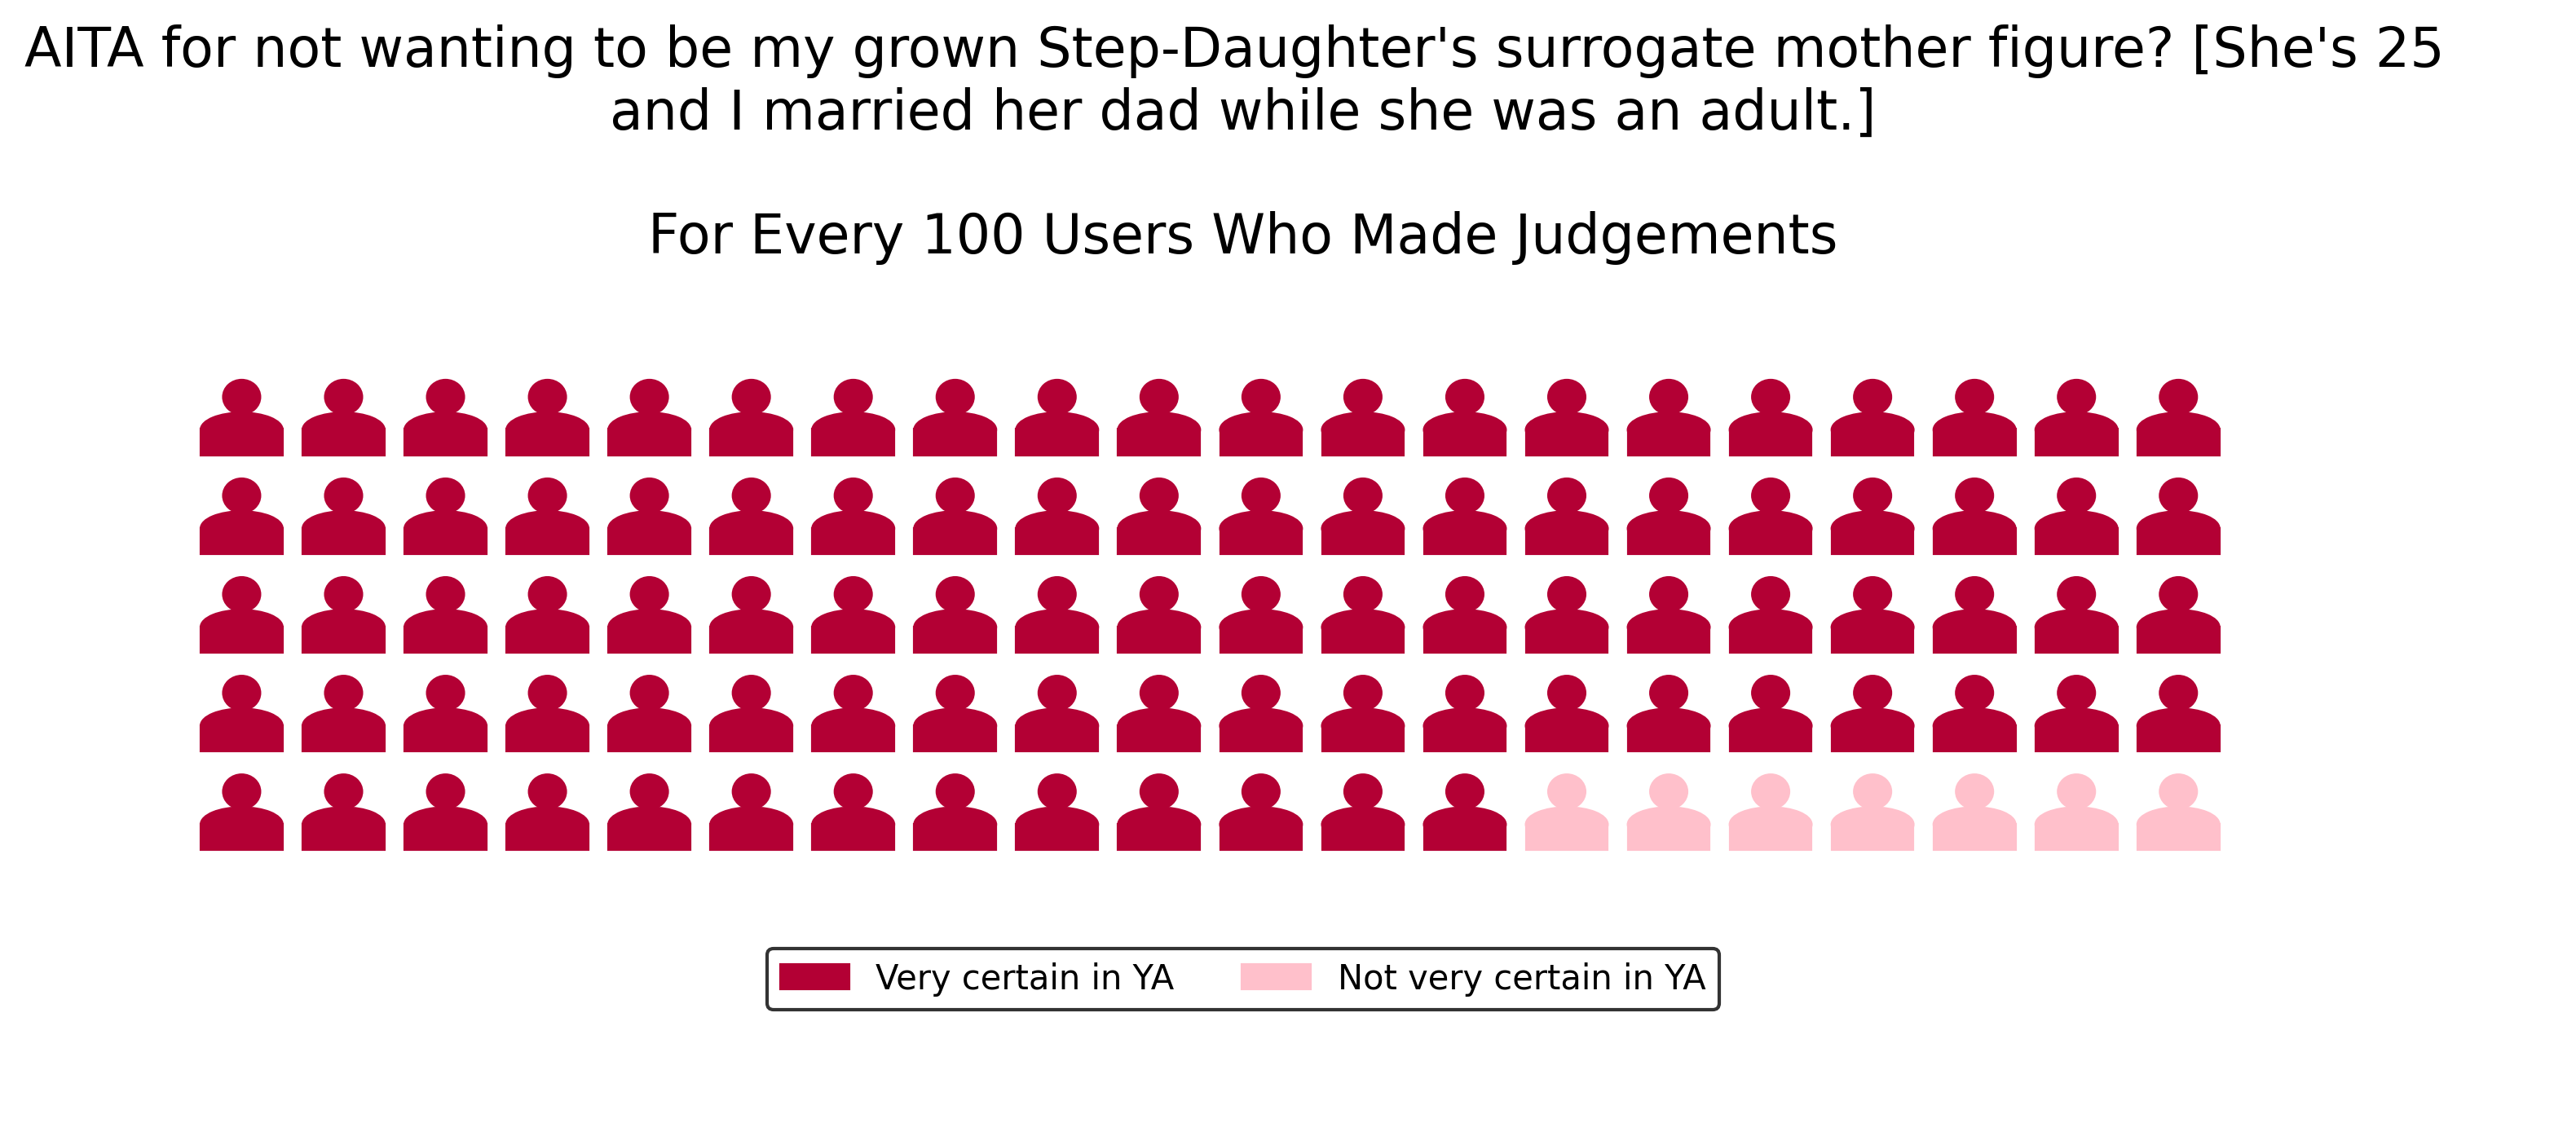 AITA for not wanting to be my grown Step-Daughter's surrogate mother figure? [She's 25
and I married her dad while she was an adult.]
For Every 100 Users Who Made Judgements
Very certain in YA
Not very certain in YA